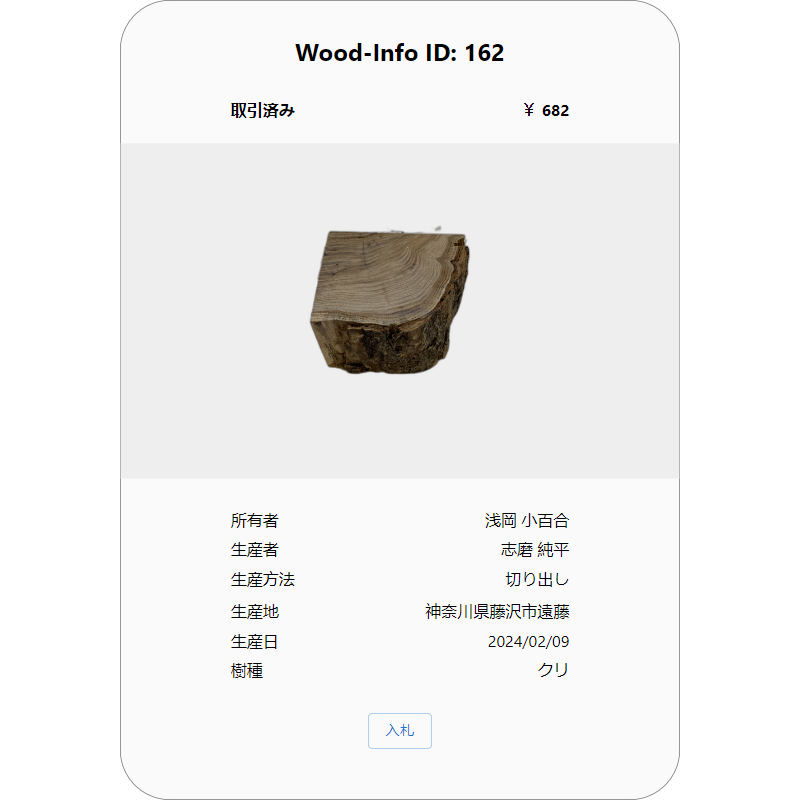 Wood-Info ID: 162
取引済み ￥ 682
所有者 浅岡 小百合
生産者 志磨 純平
生産方法 切り出し
生産地 神奈川県藤沢市遠藤
生産日 2024/02/09
樹種 クリ
入札